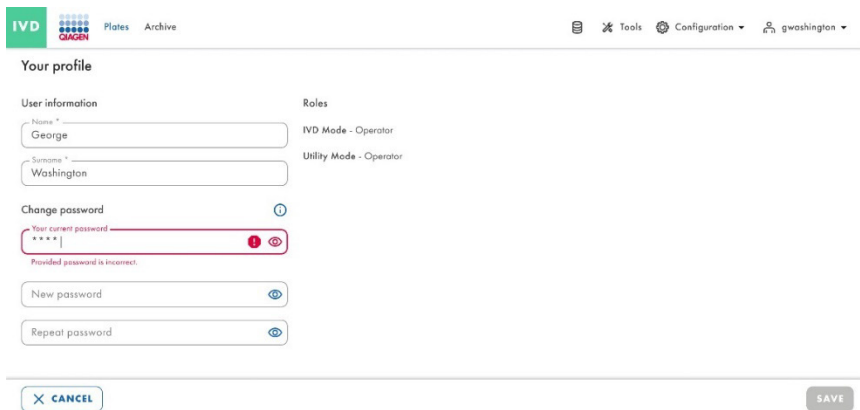 IVD QIAGEN Plates Archive Tools Configuration gwashington
Your profile
User information
Name *
George
Surname *
Washington
Change password
Your current password
****
Provided password is incorrect.
New password
Repeat password
Roles
IVD Mode - Operator
Utility Mode - Operator
CANCEL SAVE